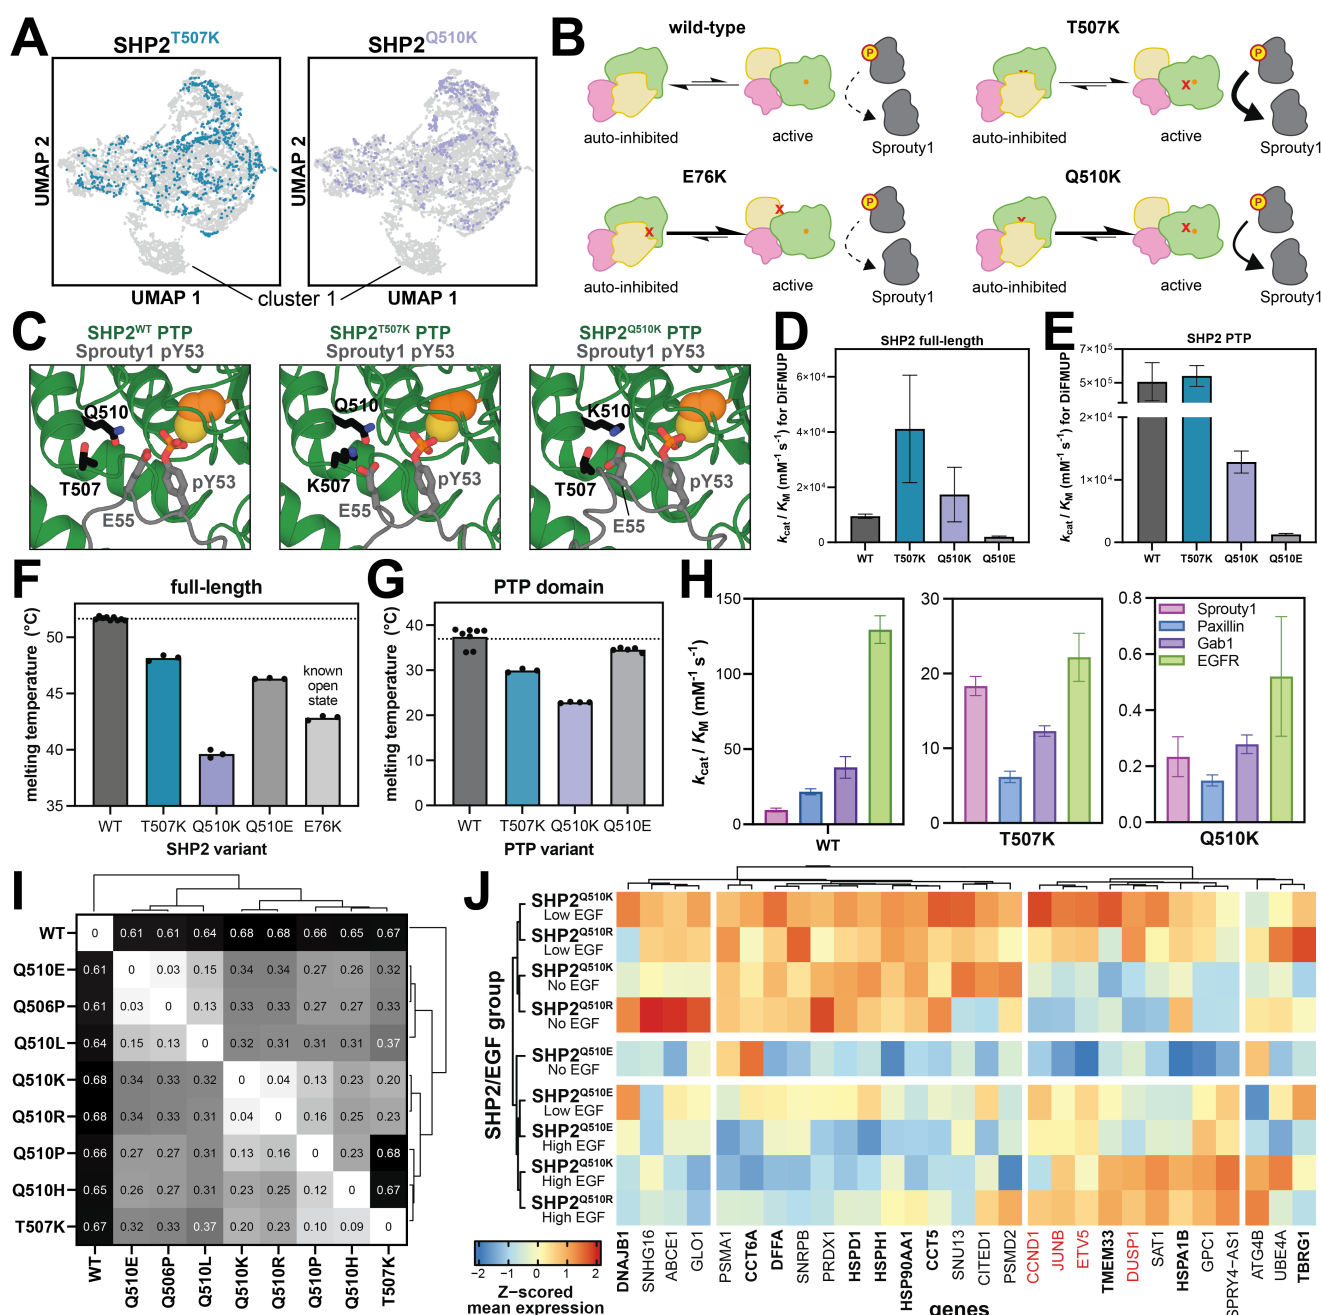 A
SHP2T507K
SHP2Q510K
UMAP 2
UMAP 2
UMAP 1
cluster 1
UMAP 1
B
wild-type
T507K
P
P
auto-inhibited
active
Sprouty1
x
auto-inhibited
active
Sprouty1
E76K
Q510K
P
P
x
x
auto-inhibited
active
Sprouty1
x
x
auto-inhibited
active
Sprouty1
C
SHP2WT PTP
Sprouty1 pY53
SHP2T507K PTP
Sprouty1 pY53
SHP2Q510K PTP
Sprouty1 pY53
Q510
T507
E55
pY53
Q510
K507
E55
pY53
K510
T507
E55
pY53
D
SHP2 full-length
kcat / KM (mM-1 s-1) for DiFMUP
6×10⁴
4×10⁴
2×10⁴
0
WT T507K Q510K Q510E
E
SHP2 PTP
kcat / KM (mM-1 s-1) for DiFMUP
7×10⁵
5×10⁵
2×10⁴
1×10⁴
0
WT T507K Q510K Q510E
F
full-length
melting temperature (°C)
50
45
40
35
known
open
state
WT T507K Q510K Q510E E76K
SHP2 variant
G
PTP domain
melting temperature (°C)
40
30
20
10
0
WT T507K Q510K Q510E
PTP variant
H
kcat / KM (mM-1 s-1)
150
100
50
0
WT
30
20
10
0
T507K
0.8
0.6
0.4
0.2
0.0
Sprouty1
Paxillin
Gab1
EGFR
Q510K
I
WT 0 0.61 0.61 0.64 0.68 0.68 0.66 0.65 0.67
Q510E 0.61 0 0.03 0.15 0.34 0.34 0.27 0.26 0.32
Q506P 0.61 0.03 0 0.13 0.33 0.33 0.27 0.27 0.33
Q510L 0.64 0.15 0.13 0 0.32 0.31 0.31 0.31 0.37
Q510K 0.68 0.34 0.33 0.32 0 0.04 0.13 0.23 0.20
Q510R 0.68 0.34 0.33 0.31 0.04 0 0.16 0.25 0.23
Q510P 0.66 0.27 0.27 0.31 0.13 0.16 0 0.23 0.68
Q510H 0.65 0.26 0.27 0.31 0.23 0.25 0.12 0 0.67
T507K 0.67 0.32 0.33 0.37 0.20 0.23 0.10 0.09 0
WT Q510E Q506P Q510L Q510K Q510R Q510P Q510H T507K
J
SHP2/EGF group
SHP2Q510K
Low EGF
SHP2Q510R
Low EGF
SHP2Q510K
No EGF
SHP2Q510R
No EGF
SHP2Q510E
No EGF
SHP2Q510E
Low EGF
SHP2Q510E
High EGF
SHP2Q510K
High EGF
SHP2Q510R
High EGF
DNAJB1 SNHG16 ABCE1 GLO1 PSMA1 CCT6A DFFA SNRPB PRDX1 HSPD1 HSPH1 HSP90AA1 CCT5 SNU13 CITED1 PSMD2 CCND1 JUNB ETV5 TMEM33 DUSP1 SAT1 HSPA1B GPC1 SPRY4-AS1 ATG4B UBE4A TBRG1
genes
−2 −1 0 1 2
Z−scored
mean expression